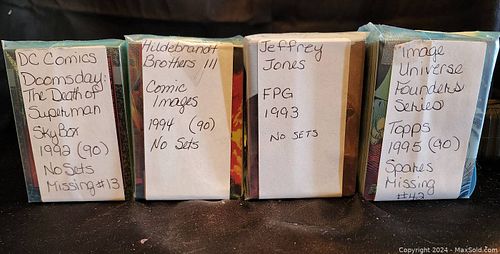 DC Comics
Doomsday:
The Death of
Superman
SkyBox
1992 (90)
No Sets
Missing #13
Hildebrandt
Brothers III
Comic
Images
1994 (90)
No Sets
Jeffrey
Jones
FPG
1993
NO SETS
Image
Universe
Founders
Series
Topps
1995 (90)
Spares
Missing
#42
Copyright © 2024 - MaxSold.com